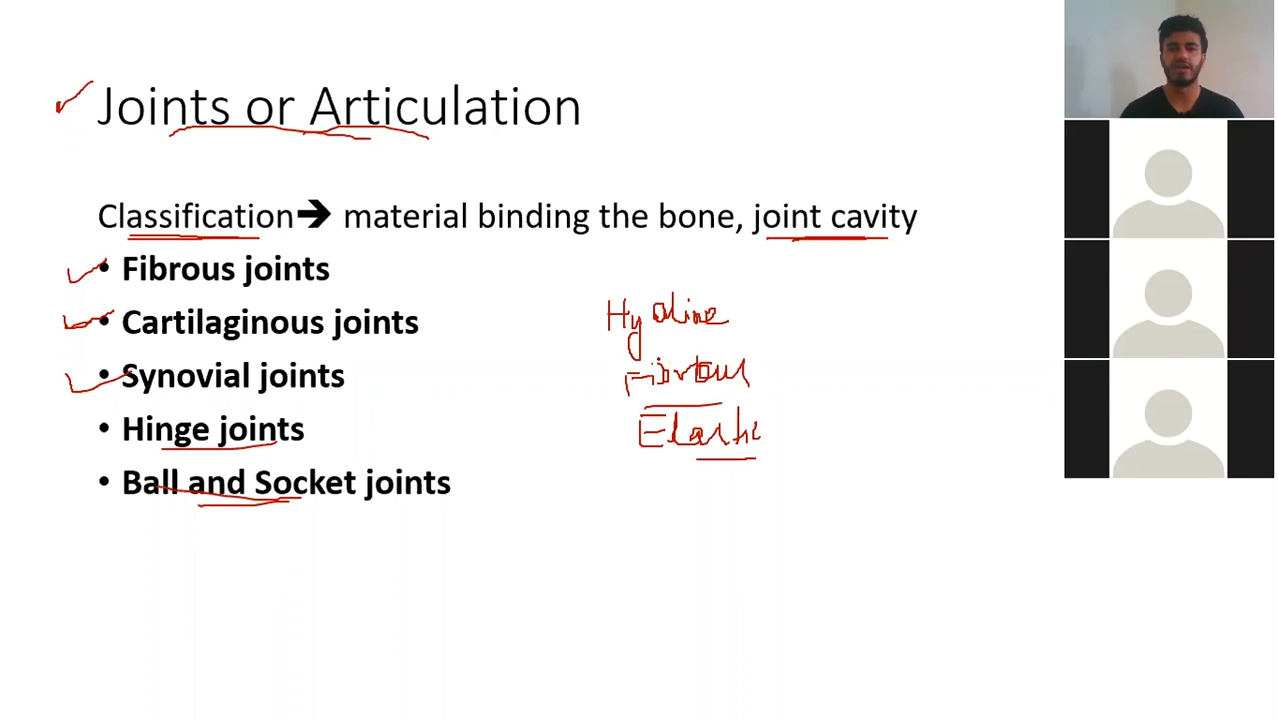 Joints or Articulation
Classification➔ material binding the bone, joint cavity
• Fibrous joints
• Cartilaginous joints
• Synovial joints
• Hinge joints
• Ball and Socket joints
Hyaline
Elastic